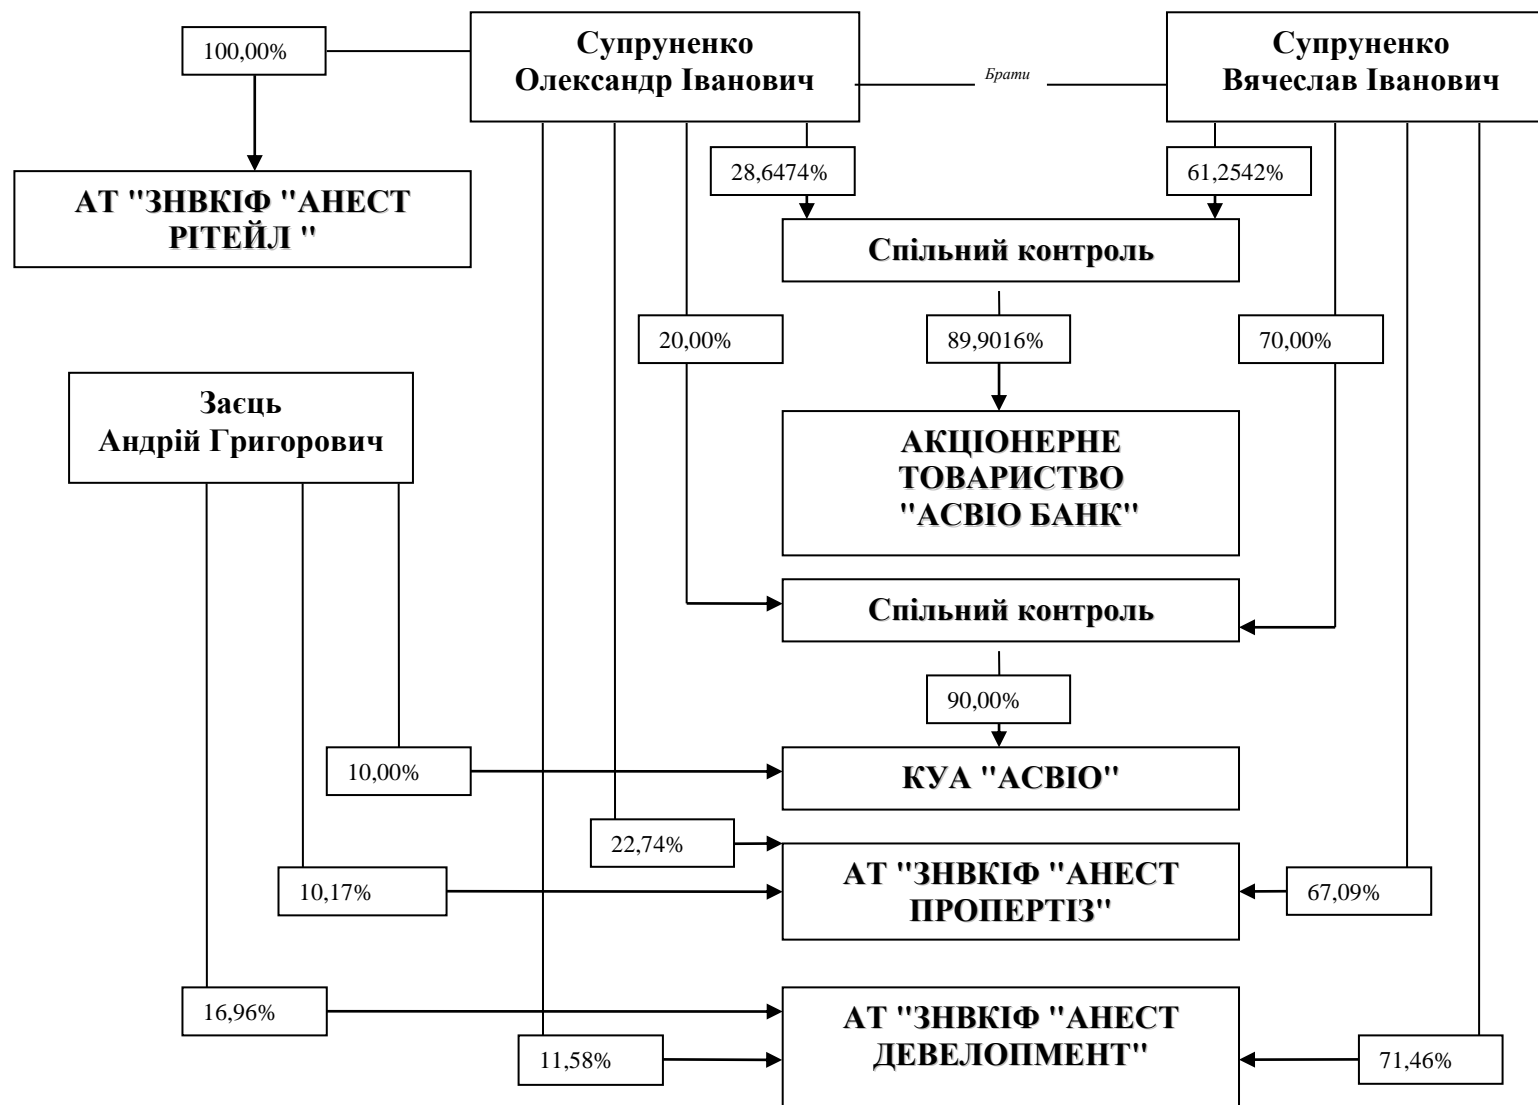 100,00%
Супруненко
Олександр Іванович
Брати
Супруненко
Вячеслав Іванович
28,6474%
61,2542%
АТ "ЗНВКІФ "АНЕСТ
РІТЕЙЛ "
Спільний контроль
20,00%
89,9016%
70,00%
Заєць
Андрій Григорович
АКЦІОНЕРНЕ
ТОВАРИСТВО
"АСВІО БАНК"
Спільний контроль
90,00%
10,00%
КУА "АСВІО"
22,74%
10,17%
АТ "ЗНВКІФ "АНЕСТ
ПРОПЕРТІЗ"
67,09%
16,96%
АТ "ЗНВКІФ "АНЕСТ
ДЕВЕЛОПМЕНТ"
11,58%
71,46%